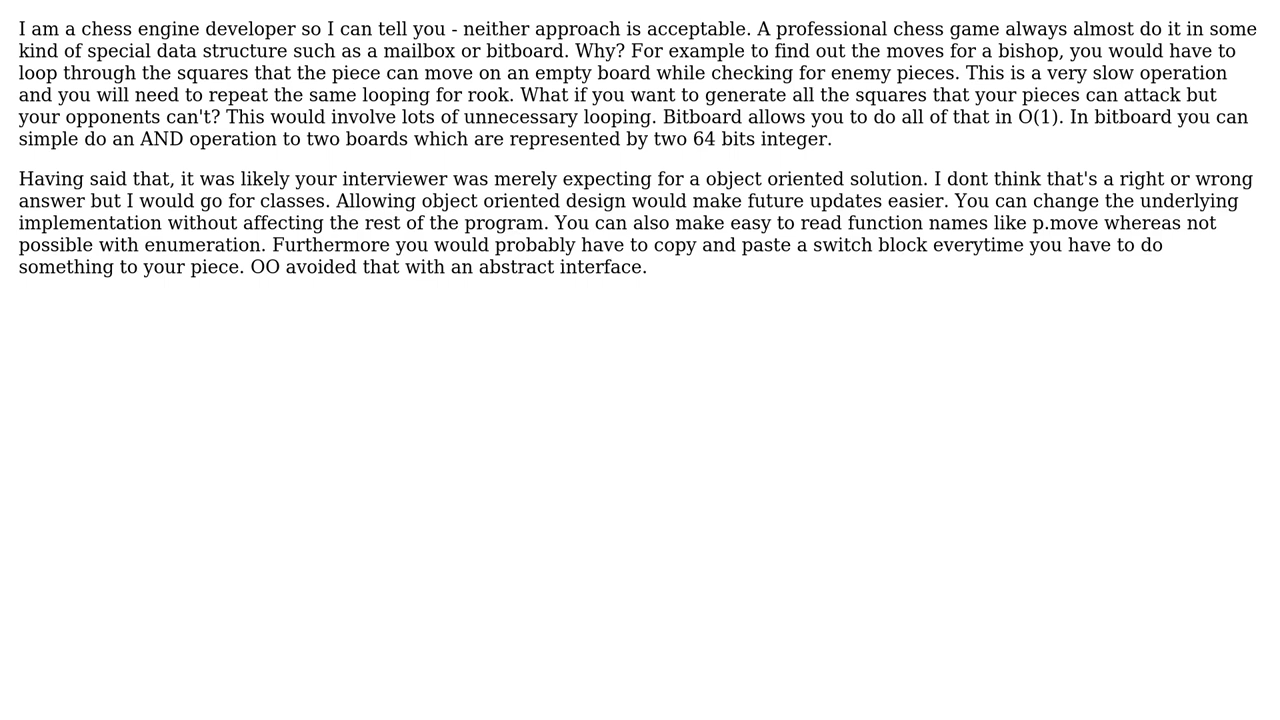 I am a chess engine developer so I can tell you - neither approach is acceptable. A professional chess game always almost do it in some
kind of special data structure such as a mailbox or bitboard. Why? For example to find out the moves for a bishop, you would have to
loop through the squares that the piece can move on an empty board while checking for enemy pieces. This is a very slow operation
and you will need to repeat the same looping for rook. What if you want to generate all the squares that your pieces can attack but
your opponents can't? This would involve lots of unnecessary looping. Bitboard allows you to do all of that in O(1). In bitboard you can
simple do an AND operation to two boards which are represented by two 64 bits integer.
Having said that, it was likely your interviewer was merely expecting for a object oriented solution. I dont think that's a right or wrong
answer but I would go for classes. Allowing object oriented design would make future updates easier. You can change the underlying
implementation without affecting the rest of the program. You can also make easy to read function names like p.move whereas not
possible with enumeration. Furthermore you would probably have to copy and paste a switch block everytime you have to do
something to your piece. OO avoided that with an abstract interface.